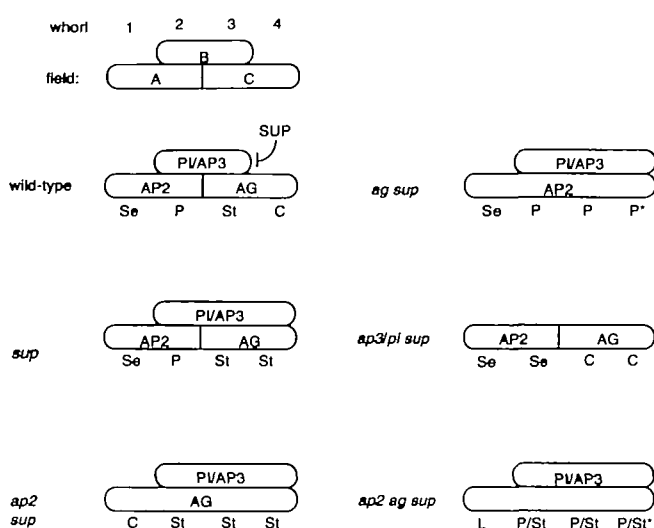 whorl 1 2 3 4
B
field: A C
SUP
wild-type PI/AP3
AP2 AG
Se P St C
ag sup PI/AP3
AP2
Se P P P*
sup PI/AP3
AP2 AG
Se P St St
ap3/pi sup AP2 AG
Se Se C C
ap2 sup PI/AP3
AG
C St St St
ap2 ag sup PI/AP3
L P/St P/St P/St*